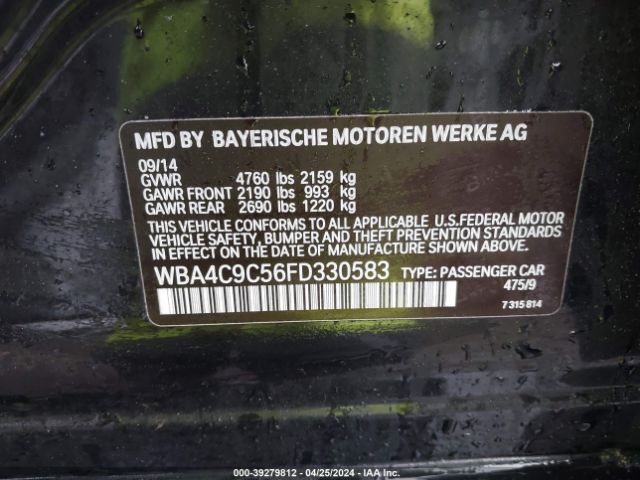 MFD BY BAYERISCHE MOTOREN WERKE AG
09/14
GVWR 4760 lbs 2159 kg
GAWR FRONT 2190 lbs 993 kg
GAWR REAR 2690 lbs 1220 kg
THIS VEHICLE CONFORMS TO ALL APPLICABLE U.S.FEDERAL MOTOR
VEHICLE SAFETY, BUMPER AND THEFT PREVENTION STANDARDS
IN EFFECT ON THE DATE OF MANUFACTURE SHOWN ABOVE.
WBA4C9C56FD330583 TYPE: PASSENGER CAR
475/9
7315814
000-39279812 - 04/25/2024 - IAA Inc.